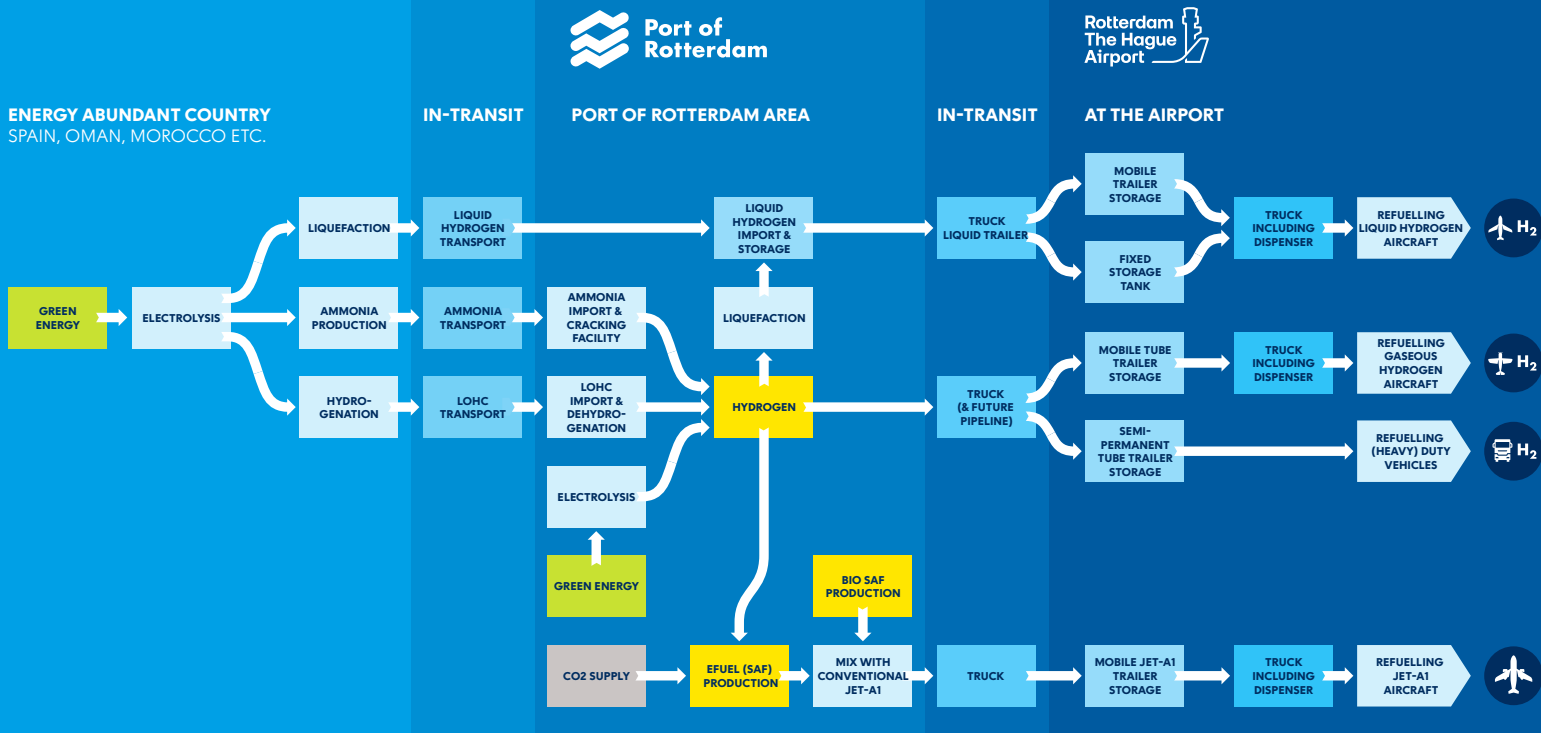 Port of
Rotterdam
Rotterdam
The Hague
Airport
ENERGY ABUNDANT COUNTRY
SPAIN, OMAN, MOROCCO ETC.
IN-TRANSIT
PORT OF ROTTERDAM AREA
IN-TRANSIT
AT THE AIRPORT
LIQUEFACTION
LIQUID
HYDROGEN
TRANSPORT
LIQUID
HYDROGEN
IMPORT &
STORAGE
TRUCK
LIQUID TRAILER
MOBILE
TRAILER
STORAGE
FIXED
STORAGE
TANK
TRUCK
INCLUDING
DISPENSER
REFUELLING
LIQUID HYDROGEN
AIRCRAFT
H2
GREEN
ENERGY
ELECTROLYSIS
AMMONIA
PRODUCTION
AMMONIA
TRANSPORT
AMMONIA
IMPORT &
CRACKING
FACILITY
LIQUEFACTION
HYDRO-
GENATION
LOHC
TRANSPORT
LOHC
IMPORT &
DEHYDRO-
GENATION
HYDROGEN
TRUCK
(& FUTURE
PIPELINE)
MOBILE TUBE
TRAILER
STORAGE
TRUCK
INCLUDING
DISPENSER
REFUELLING
GASEOUS
HYDROGEN
AIRCRAFT
H2
SEMI-
PERMANENT
TUBE TRAILER
STORAGE
REFUELLING
(HEAVY) DUTY
VEHICLES
H2
ELECTROLYSIS
GREEN ENERGY
BIO SAF
PRODUCTION
CO2 SUPPLY
EFUEL (SAF)
PRODUCTION
MIX WITH
CONVENTIONAL
JET-A1
TRUCK
MOBILE JET-A1
TRAILER
STORAGE
TRUCK
INCLUDING
DISPENSER
REFUELLING
JET-A1
AIRCRAFT